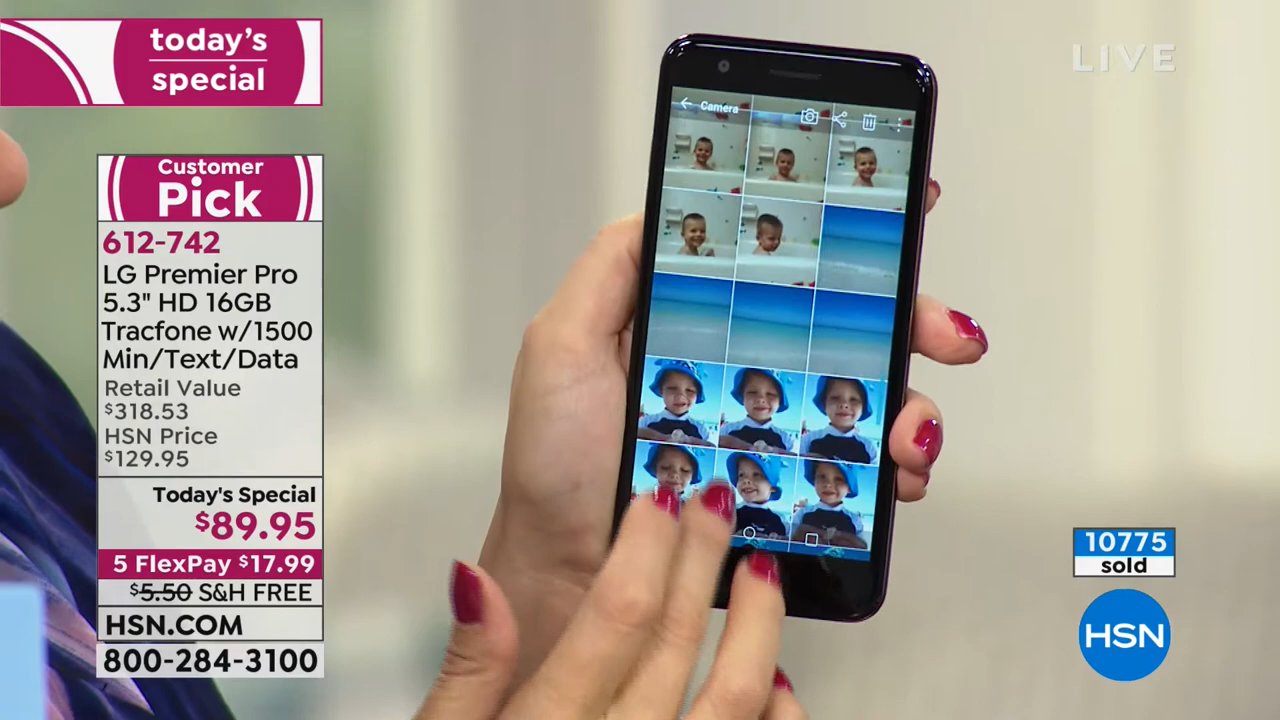 today's
special
LIVE
Customer
Pick
612-742
LG Premier Pro
5.3" HD 16GB
Tracfone w/1500
Min/Text/Data
Retail Value
$318.53
HSN Price
$129.95
Today's Special
$89.95
5 FlexPay $17.99
$5.50 S&H FREE
HSN.COM
800-284-3100
Camera
10775
sold
HSN